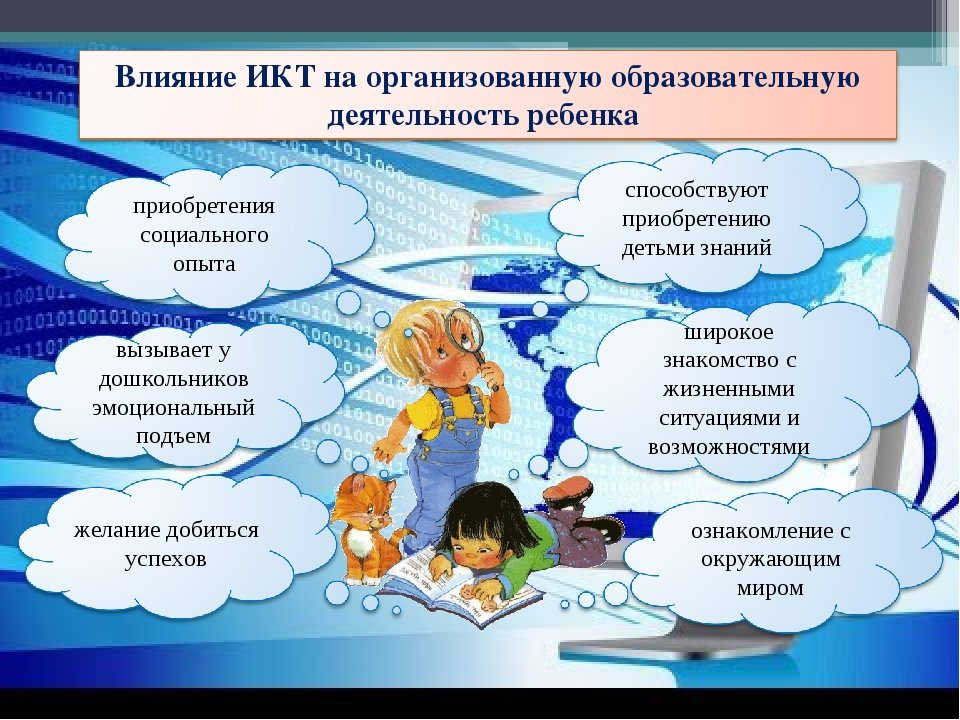 Влияние ИКТ на организованную образовательную
деятельность ребенка
приобретения
социального
опыта
способствуют
приобретению
детьми знаний
вызывает у
дошкольников
эмоциональный
подъем
широкое
знакомство с
жизненными
ситуациями и
возможностями
желание добиться
успехов
ознакомление с
окружающим
миром